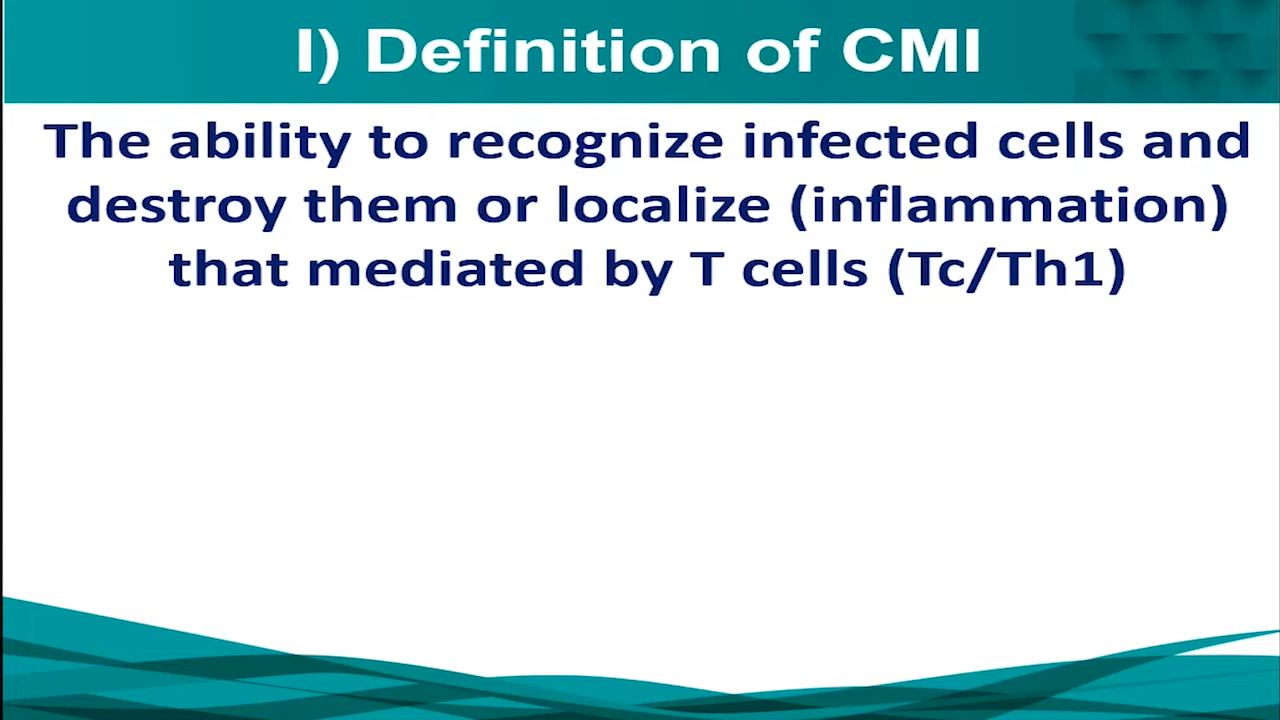 I) Definition of CMI
The ability to recognize infected cells and
destroy them or localize (inflammation)
that mediated by T cells (Tc/Th1)